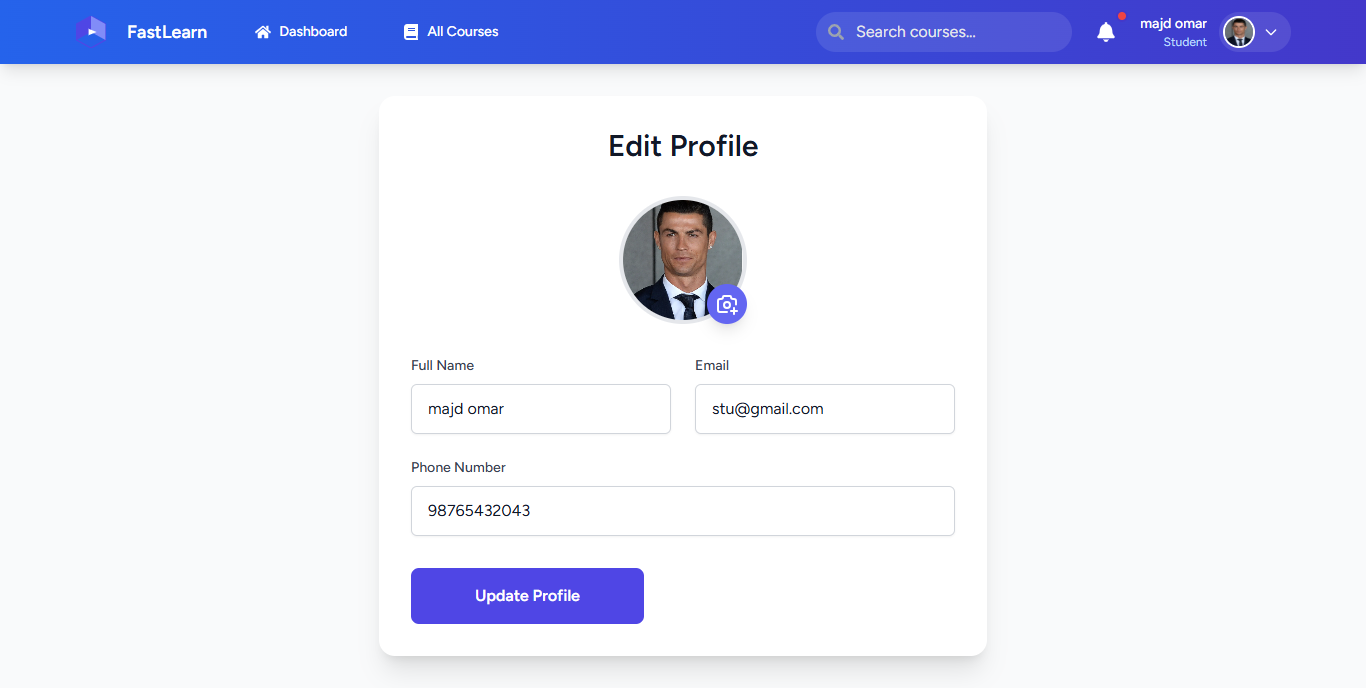 FastLearn
Dashboard
All Courses
Search courses...
majd omar
Student
Edit Profile
Full Name
Email
majd omar
stu@gmail.com
Phone Number
98765432043
Update Profile